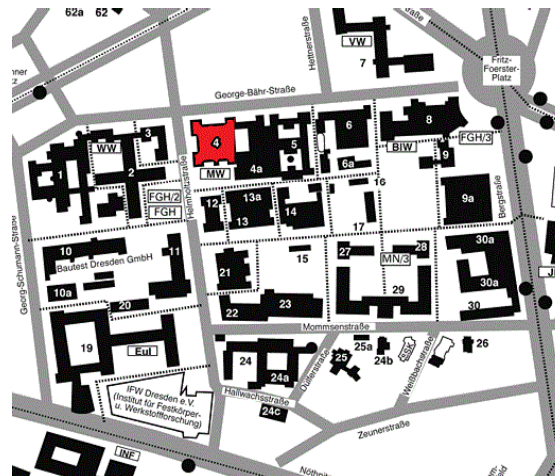 62a 62
Hettnerstraße
VW
7
Fritz-
Foerster-
Platz
George-Bähr-Straße
3
WW
1
2
4
MW
4a
5
6
6a
8
BIW
FGH/3
9
FGH/2
FGH
Helmholtzstraße
12
13a
13
14
16
17
9a
Bergstraße
Georg-Schumann-Straße
10
Bautest Dresden GmbH
11
10a
20
21
15
27
28
MN/3
29
30a
30a
30
22
23
Mommsenstraße
19
EuI
24
24a
25
25a
24b
SK
26
IFW Dresden e.V.
(Institut für Festkörper-
u. Werkstofforschung)
Hallwachsstraße
24c
Dülferstraße
Weißbachstraße
Zeunerstraße
INF